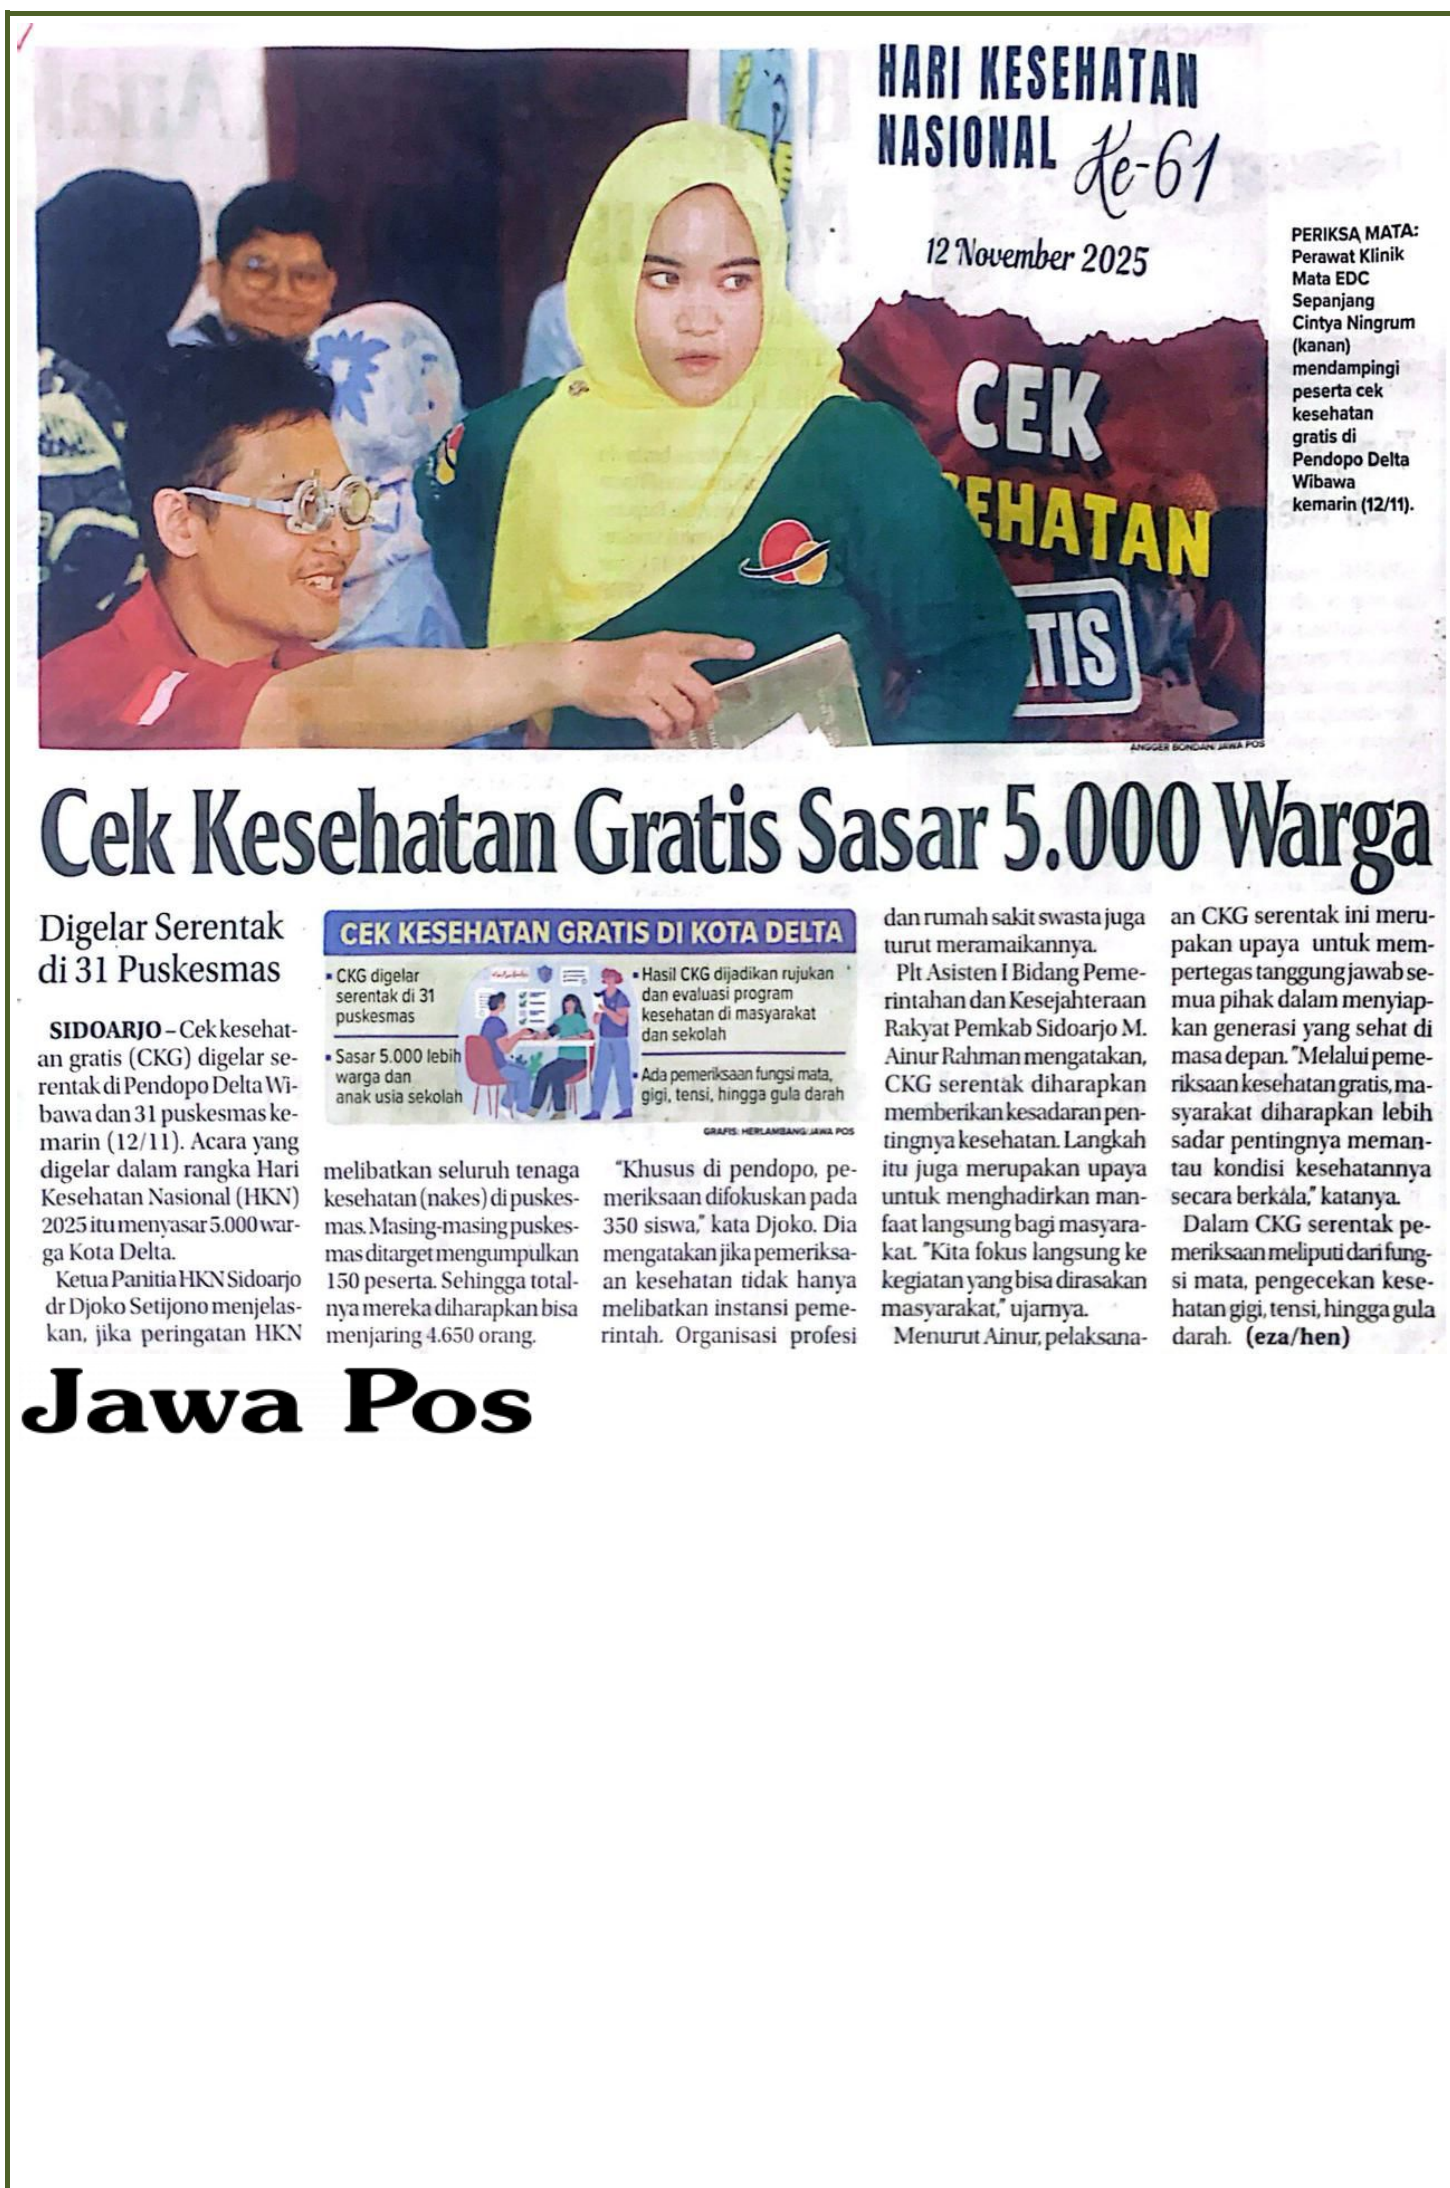 HARI KESEHATAN
NASIONAL Ke-61
12 November 2025
CEK
EHATAN
TIS
PERIKSA MATA:
Perawat Klinik
Mata EDC
Sepanjang
Cintya Ningrum
(kanan)
mendampingi
peserta cek
kesehatan
gratis di
Pendopo Delta
Wibawa
kemarin (12/11).
ANGGER BONDAN/JAWA POS
Cek Kesehatan Gratis Sasar 5.000 Warga
Digelar Serentak
di 31 Puskesmas
SIDOARJO – Cek kesehat-
an gratis (CKG) digelar se-
rentak di Pendopo Delta Wi-
bawa dan 31 puskesmas ke-
marin (12/11). Acara yang
digelar dalam rangka Hari
Kesehatan Nasional (HKN)
2025 itu menyasar 5.000 war-
ga Kota Delta.
Ketua Panitia HKN Sidoarjo
dr Djoko Setijono menjelas-
kan, jika peringatan HKN
CEK KESEHATAN GRATIS DI KOTA DELTA
CKG digelar
serentak di 31
puskesmas
Sasar 5.000 lebih
warga dan
anak usia sekolah
Hasil CKG dijadikan rujukan
dan evaluasi program
kesehatan di masyarakat
dan sekolah
Ada pemeriksaan fungsi mata,
gigi, tensi, hingga gula darah
GRAFIS: HERLAMBANG/JAWA POS
melibatkan seluruh tenaga
kesehatan (nakes) di puskes-
mas. Masing-masing puskes-
mas ditarget mengumpulkan
150 peserta. Sehingga total-
nya mereka diharapkan bisa
menjaring 4.650 orang.
"Khusus di pendopo, pe-
meriksaan difokuskan pada
350 siswa," kata Djoko. Dia
mengatakan jika pemeriksa-
an kesehatan tidak hanya
melibatkan instansi peme-
rintah. Organisasi profesi
dan rumah sakit swasta juga
turut meramaikannya.
Plt Asisten I Bidang Peme-
rintahan dan Kesejahteraan
Rakyat Pemkab Sidoarjo M.
Ainur Rahman mengatakan,
CKG serentak diharapkan
memberikan kesadaran pen-
tingnya kesehatan. Langkah
itu juga merupakan upaya
untuk menghadirkan man-
faat langsung bagi masyara-
kat. "Kita fokus langsung ke
kegiatan yang bisa dirasakan
masyarakat," ujarnya.
Menurut Ainur, pelaksana-
an CKG serentak ini meru-
pakan upaya untuk mem-
pertegas tanggung jawab se-
mua pihak dalam menyiap-
kan generasi yang sehat di
masa depan. "Melalui peme-
riksaan kesehatan gratis, ma-
syarakat diharapkan lebih
sadar pentingnya meman-
tau kondisi kesehatannya
secara berkala," katanya.
Dalam CKG serentak pe-
meriksaan meliputi dari fung-
si mata, pengecekan kese-
hatan gigi, tensi, hingga gula
darah. (eza/hen)
Jawa Pos